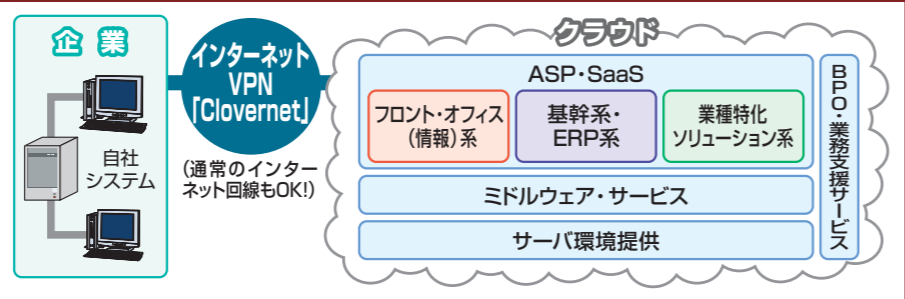 企業
自社
システム
インターネット
VPN
「Clovernet」
(通常のインター
ネット回線もOK!)
クラウド
ASP・SaaS
フロント・オフィス
(情報)系
基幹系・
ERP系
業種特化
ソリューション系
ミドルウェア・サービス
サーバ環境提供
BPO・業務支援サービス